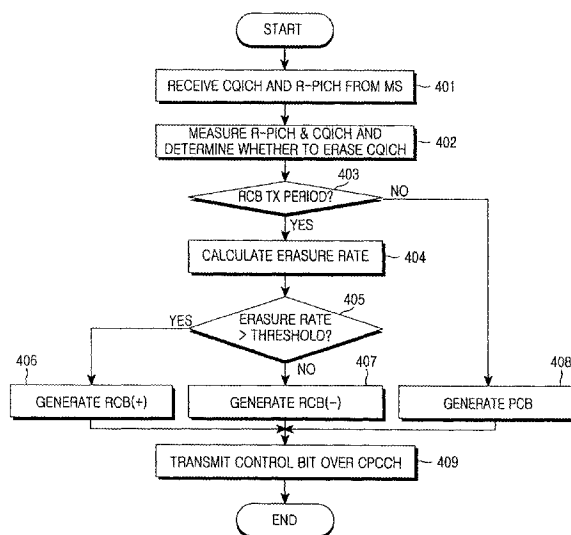 START
RECEIVE CQICH AND R-PICH FROM MS
401
MEASURE R-PICH & CQICH AND
DETERMINE WHETHER TO ERASE CQICH
402
403
RCB TX PERIOD?
NO
YES
CALCULATE ERASURE RATE
404
405
YES
ERASURE RATE
> THRESHOLD?
NO
406
GENERATE RCB(+)
407
GENERATE RCB(-)
408
GENERATE PCB
TRANSMIT CONTROL BIT OVER CPCCH
409
END